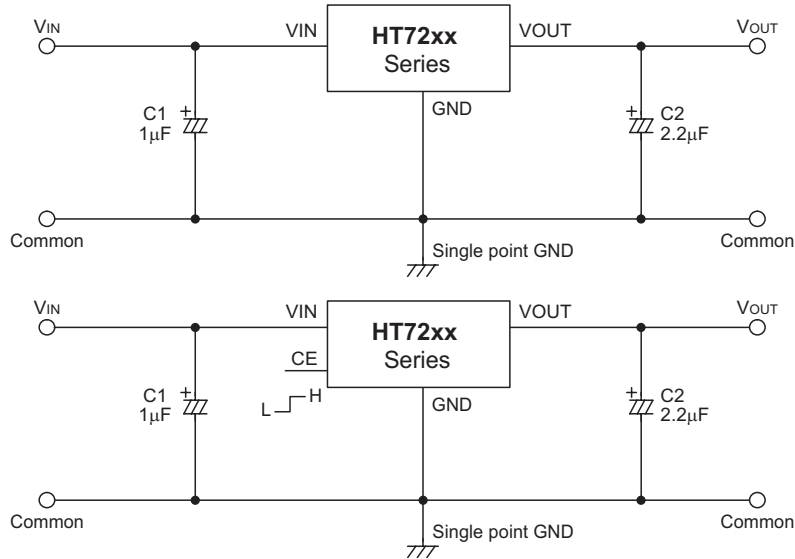 VIN VIN HT72xx VOUT VOUT
Series
GND
+ C1 + C2
1μF 2.2μF
Common Common
Single point GND
VIN VIN HT72xx VOUT VOUT
Series
CE
L H
GND
+ C1 + C2
1μF 2.2μF
Common Common
Single point GND